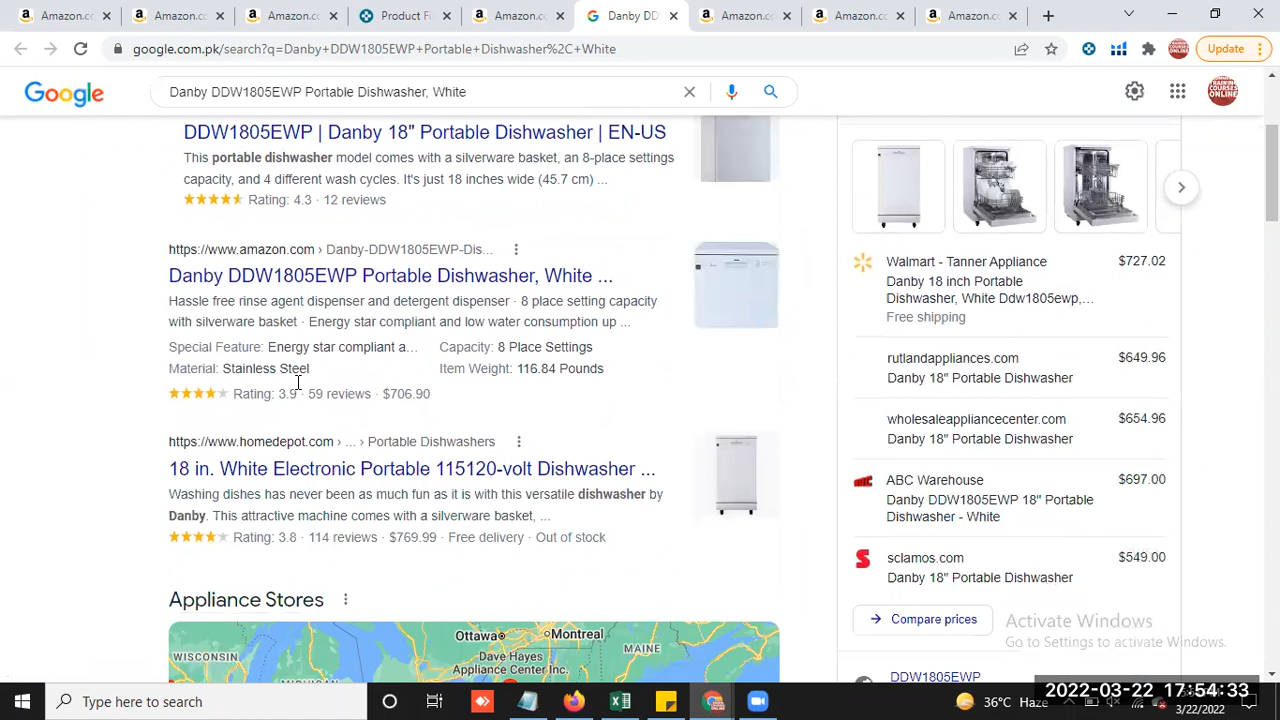 Amazon.c
Amazon.c
Amazon.c
Product Fi
Amazon.c
Danby DD
Amazon.c
Amazon.c
Amazon.c
google.com.pk/search?q=Danby+DDW1805EWP+Portable+Dishwasher%2C+White
Update
Google
Danby DDW1805EWP Portable Dishwasher, White
DDW1805EWP | Danby 18" Portable Dishwasher | EN-US
This portable dishwasher model comes with a silverware basket, an 8-place settings
capacity, and 4 different wash cycles. It's just 18 inches wide (45.7 cm) ...
Rating: 4.3 · 12 reviews
https://www.amazon.com › Danby-DDW1805EWP-Dis...
Danby DDW1805EWP Portable Dishwasher, White ...
Hassle free rinse agent dispenser and detergent dispenser · 8 place setting capacity
with silverware basket · Energy star compliant and low water consumption up ...
Special Feature: Energy star compliant a... Capacity: 8 Place Settings
Material: Stainless Steel Item Weight: 116.84 Pounds
Rating: 3.9 · 59 reviews · $706.90
https://www.homedepot.com › ... › Portable Dishwashers
18 in. White Electronic Portable 115120-volt Dishwasher ...
Washing dishes has never been as much fun as it is with this versatile dishwasher by
Danby. This attractive machine comes with a silverware basket, ...
Rating: 3.8 · 114 reviews · $769.99 · Free delivery · Out of stock
Appliance Stores
Ottawa
Montreal
WISCONSIN
Dave Hayes
Appliance Center Inc.
MAINE
MICHIGAN
Walmart - Tanner Appliance $727.02
Danby 18 inch Portable
Dishwasher, White Ddw1805ewp,...
Free shipping
rutlandappliances.com $649.96
Danby 18" Portable Dishwasher
wholesaleappliancecenter.com $654.96
Danby 18" Portable Dishwasher
ABC Warehouse $697.00
Danby DDW1805EWP 18" Portable
Dishwasher - White
sclamos.com $549.00
Danby 18" Portable Dishwasher
Compare prices
Activate Windows
Go to Settings to activate Windows.
DDW1805EWP
Type here to search
36°C Haze
2022-03-22 17:54:33
3/22/2022